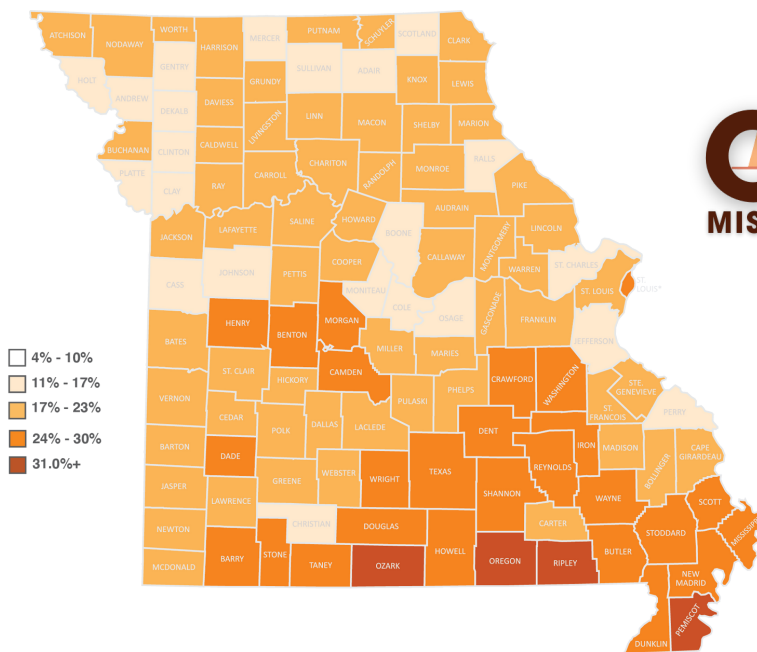 ATCHISON
NODAWAY
WORTH
HARRISON
MERCER
PUTNAM
SCHUYLER
SCOTLAND
CLARK
HOLT
GENTRY
SULLIVAN
ADAIR
GRUNDY
KNOX
LEWIS
ANDREW
DEKALB
DAVIESS
LIVINGSTON
LINN
MACON
SHELBY
MARION
BUCHANAN
CLINTON
CALDWELL
CHARITON
RANDOLPH
MONROE
RALLS
PLATTE
CLAY
RAY
CARROLL
PIKE
AUDRAIN
JACKSON
LAFAYETTE
SALINE
HOWARD
BOONE
CALLAWAY
MONTGOMERY
LINCOLN
WARREN
ST. CHARLES
MIS
CASS
JOHNSON
PETTIS
COOPER
MONITEAU
COLE
OSAGE
GASCONADE
FRANKLIN
ST. LOUIS
ST.
LOUIS*
JEFFERSON
HENRY
BENTON
MORGAN
BATES
MILLER
MARIES
4% - 10%
11% - 17%
17% - 23%
24% - 30%
31.0%+
ST. CLAIR
HICKORY
CAMDEN
PULASKI
PHELPS
CRAWFORD
WASHINGTON
STE.
GENEVIEVE
ST.
FRANCOIS
PERRY
VERNON
CEDAR
POLK
DALLAS
LACLEDE
DENT
IRON
MADISON
BOLLINGER
CAPE
GIRARDEAU
BARTON
DADE
GREENE
WEBSTER
WRIGHT
TEXAS
REYNOLDS
JASPER
LAWRENCE
SHANNON
WAYNE
SCOTT
NEWTON
CHRISTIAN
DOUGLAS
CARTER
STODDARD
MISSISSIP
MCDONALD
BARRY
STONE
TANEY
OZARK
HOWELL
OREGON
RIPLEY
BUTLER
NEW
MADRID
PEMISCOT
DUNKLIN